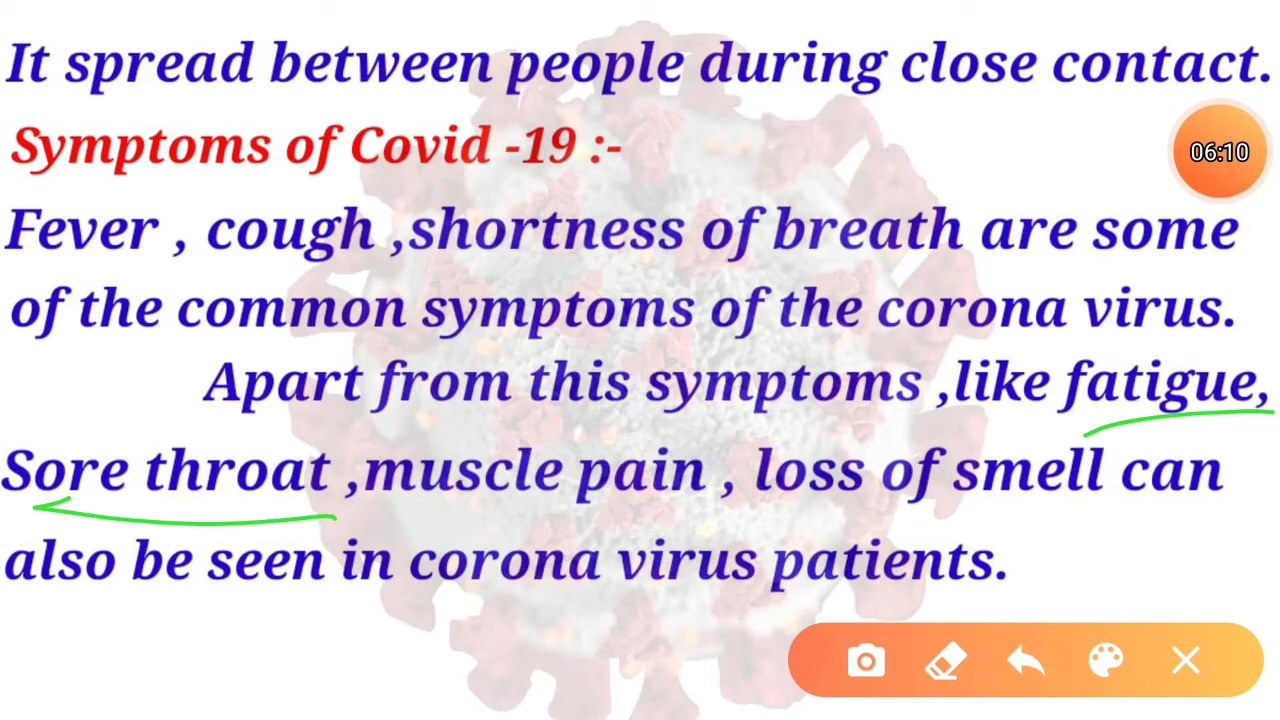 It spread between people during close contact.
Symptoms of Covid -19 :-
06:10
Fever , cough ,shortness of breath are some
of the common symptoms of the corona virus.
Apart from this symptoms ,like fatigue,
Sore throat ,muscle pain , loss of smell can
also be seen in corona virus patients.